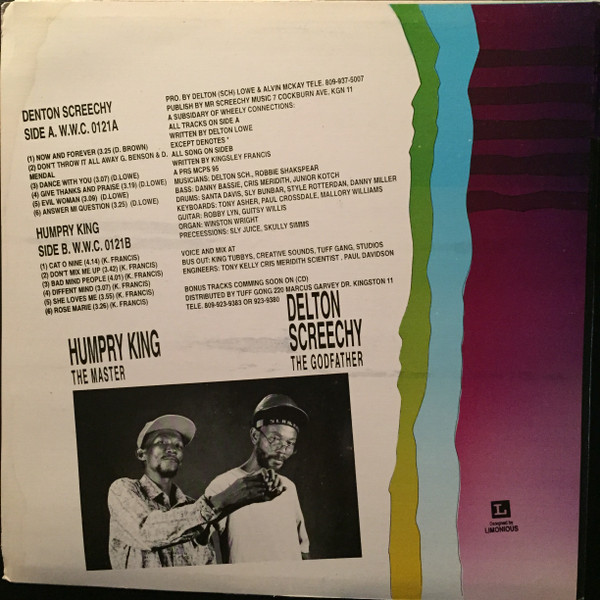 DENTON SCREECHY
SIDE A. W.W.C. 0121A
(1) NOW AND FOREVER (3.25 (D. BROWN)
(2) DON'T THROW IT ALL AWAY G. BENSON & D.
MENDAL
(3) DANCE WITH YOU (3.07) (D.LOWE)
(4) GIVE THANKS AND PRAISE (3.19) (D.LOWE)
(5) EVIL WOMAN (3.09) (D.LOWE)
(6) ANSWER MI QUESTION (3.25) (D.LOWE)
HUMPRY KING
SIDE B. W.W.C. 0121B
(1) CAT O NINE (4.14) (K. FRANCIS)
(2) DON'T MIX ME UP (3.42) (K. FRANCIS)
(3) BAD MIND PEOPLE (4.01) (K. FRANCIS)
(4) DIFFENT MIND (3.07) (K. FRANCIS)
(5) SHE LOVES ME (3.55) (K. FRANCIS)
(6) ROSE MARIE (3.26) (K. FRANCIS)
PRO. BY DELTON (SCH) LOWE & ALVIN MCKAY TELE. 809-937-5007
PUBLISH BY MR SCREECHY MUSIC 7 COCKBURN AVE, KGN 11
A SUBSIDARY OF WHEELY CONNECTIONS:
ALL TRACKS ON SIDE A
WRITTEN BY DELTON LOWE
EXCEPT DENOTES *
ALL SONG ON SIDEB
WRITTEN BY KINGSLEY FRANCIS
A PRS MCPS 95
MUSICIANS: DELTON SCH., ROBBIE SHAKSPEAR
BASS: DANNY BASSIE, CRIS MERIDITH, JUNIOR KOTCH
DRUMS: SANTA DAVIS, SLY BUNBAR, STYLE ROTTERDAN, DANNY MILLER
KEYBOARDS: TONY ASHER, PAUL CROSSDALE, MALLORY WILLIAMS
GUITAR: ROBBY LYN, GUITSY WILLIS
ORGAN: WINSTON WRIGHT
PRECESSIONS: SLY JUICE, SKULLY SIMMS
VOICE AND MIX AT
BUS OUT: KING TUBBYS, CREATIVE SOUNDS, TUFF GANG, STUDIOS
ENGINEERS: TONY KELLY CRIS MERIDITH SCIENTIST . PAUL DAVIDSON
BONUS TRACKS COMMING SOON ON (CD)
DISTRIBUTED BY TUFF GONG 220 MARCUS GARVEY DR. KINGSTON 11
TELE. 809-923-9383 OR 923-9380
HUMPRY KING
THE MASTER
DELTON
SCREECHY
THE GODFATHER
L
Designed by
LIMONIOUS